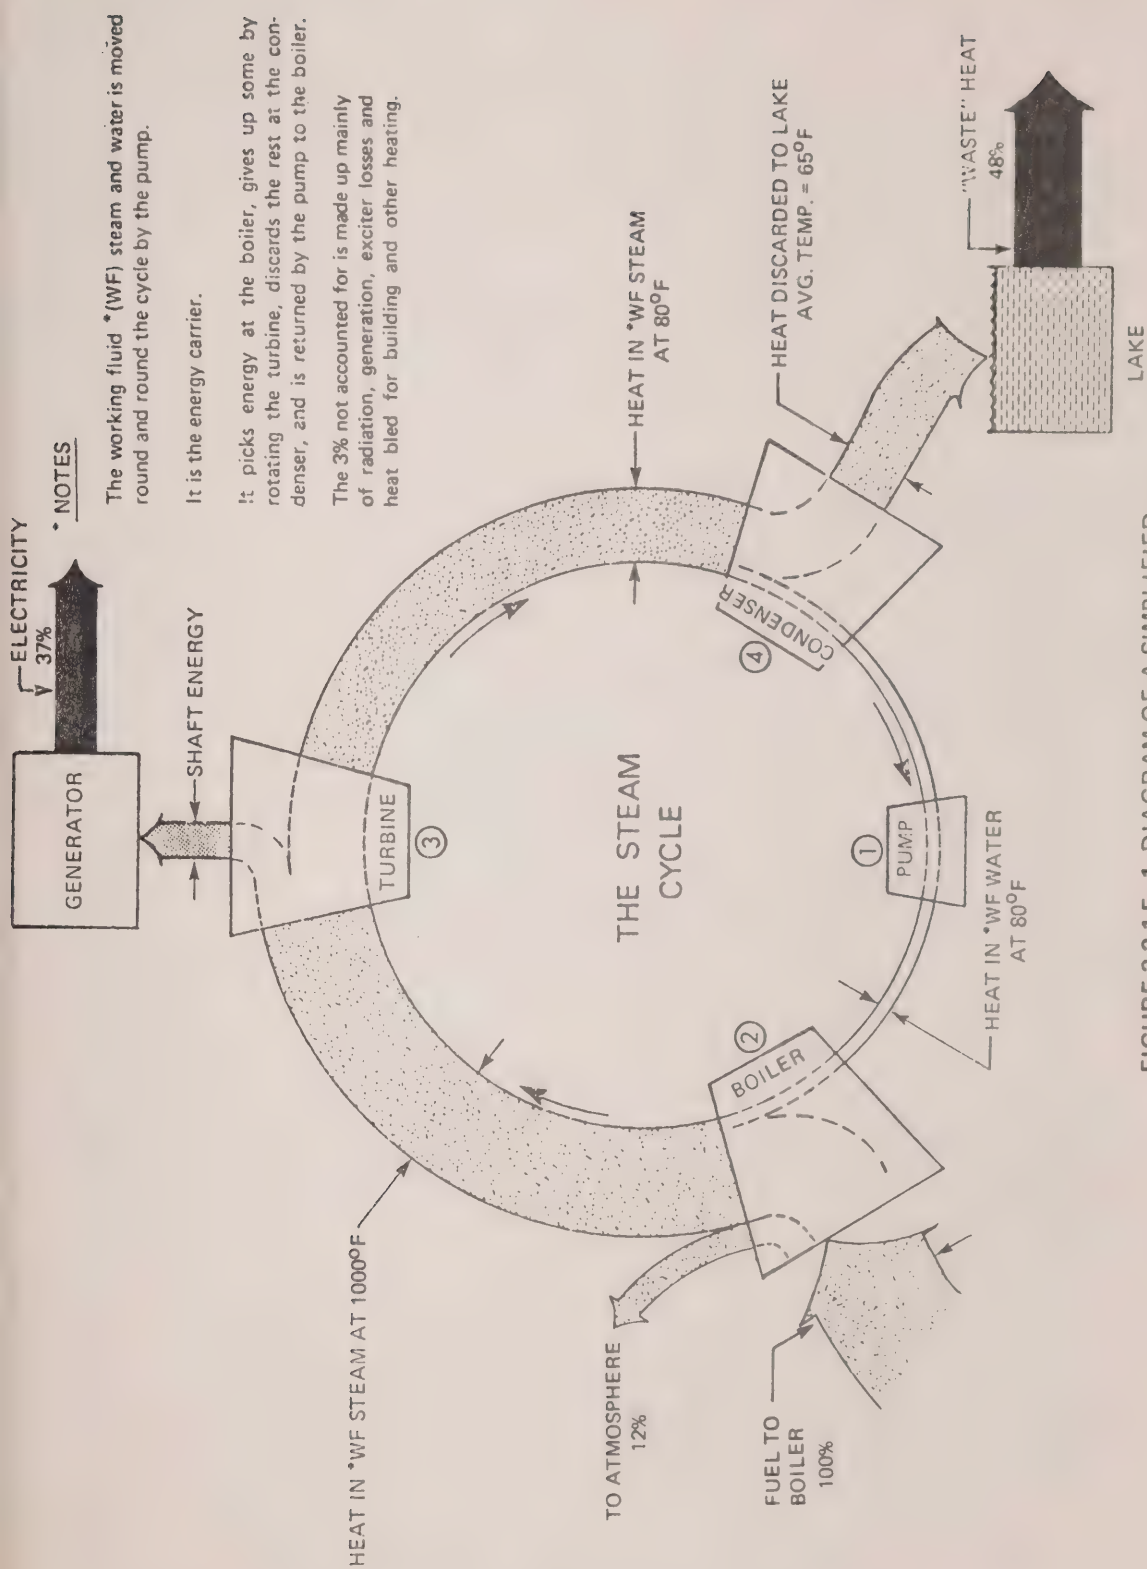 ELECTRICITY
37%
GENERATOR
SHAFT ENERGY
* NOTES
The working fluid *(WF) steam and water is moved
round and round the cycle by the pump.
It is the energy carrier.
It picks energy at the boiler, gives up some by
rotating the turbine, discards the rest at the con-
denser, and is returned by the pump to the boiler.
The 3% not accounted for is made up mainly
of radiation, generation, exciter losses and
heat bled for building and other heating.
TURBINE
3
HEAT IN *WF STEAM AT 1000°F
THE STEAM
CYCLE
HEAT IN *WF STEAM
AT 80°F
TO ATMOSPHERE
12%
BOILER
2
CONDENSER
4
HEAT DISCARDED TO LAKE
AVG. TEMP. = 65°F
FUEL TO
BOILER
100%
1
PUMP
HEAT IN *WF WATER
AT 80°F
"WASTE" HEAT
48%
LAKE